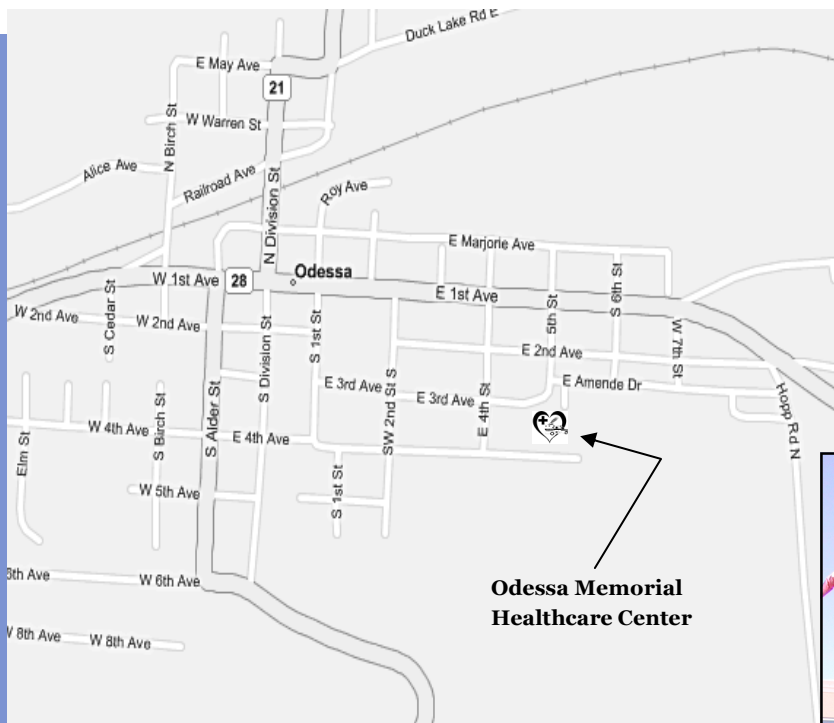 Duck Lake Rd E
E May Ave
21
W Warren St
N Birch St
Alice Ave
Railroad Ave
N Division St
Roy Ave
E Marjorie Ave
Odessa
W 1st Ave
28
E 1st Ave
S Cedar St
W 2nd Ave
W 2nd Ave
S Division St
S 1st St
5th St
S 6th St
W 7th St
E 2nd Ave
E 3rd Ave
E 3rd Ave
SW 2nd St S
E 4th St
E Amende Dr
Hopp Rd N
W 4th Ave
S Birch St
S Alder St
E 4th Ave
Elm St
W 5th Ave
S 1st St
6th Ave
W 6th Ave
W 8th Ave
W 8th Ave
Odessa Memorial
Healthcare Center